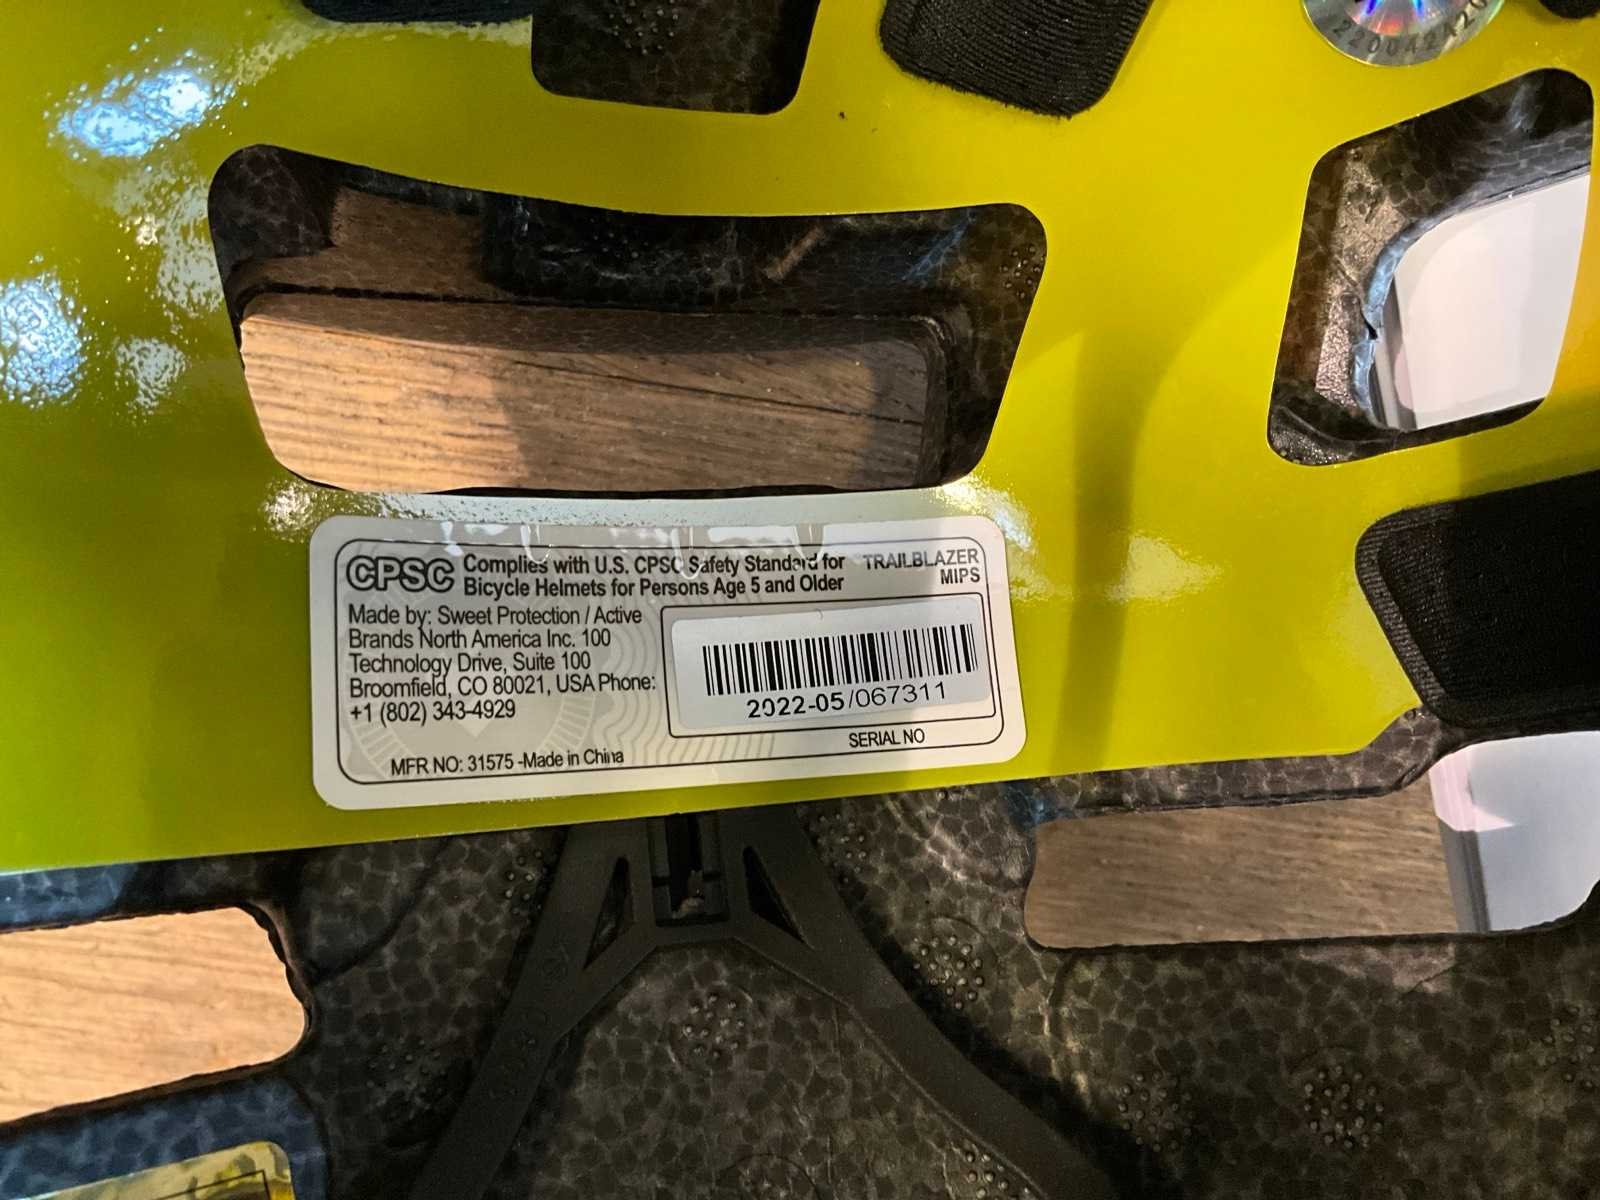 22004242
CPSC Complies with U.S. CPSC Safety Standard for
Bicycle Helmets for Persons Age 5 and Older
TRAILBLAZER
MIPS
Made by: Sweet Protection / Active
Brands North America Inc. 100
Technology Drive, Suite 100
Broomfield, CO 80021, USA Phone:
+1 (802) 343-4929
2022-05/067311
SERIAL NO
MFR NO: 31575 -Made in China